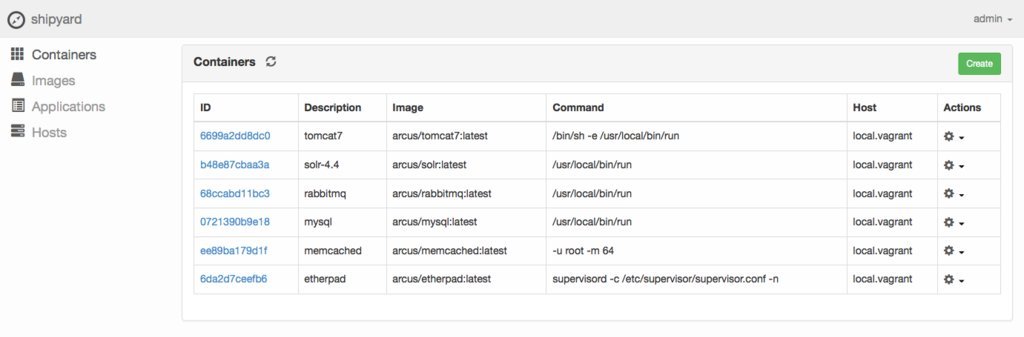 shipyard
admin
Containers
Images
Applications
Hosts
Containers
Create
ID Description Image Command Host Actions
6699a2dd8dc0 tomcat7 arcus/tomcat7:latest /bin/sh -e /usr/local/bin/run local.vagrant
b48e87cbaa3a solr-4.4 arcus/solr:latest /usr/local/bin/run local.vagrant
68ccabd11bc3 rabbitmq arcus/rabbitmq:latest /usr/local/bin/run local.vagrant
0721390b9e18 mysql arcus/mysql:latest /usr/local/bin/run local.vagrant
ee89ba179d1f memcached arcus/memcached:latest -u root -m 64 local.vagrant
6da2d7ceefb6 etherpad arcus/etherpad:latest supervisord -c /etc/supervisor/supervisor.conf -n local.vagrant